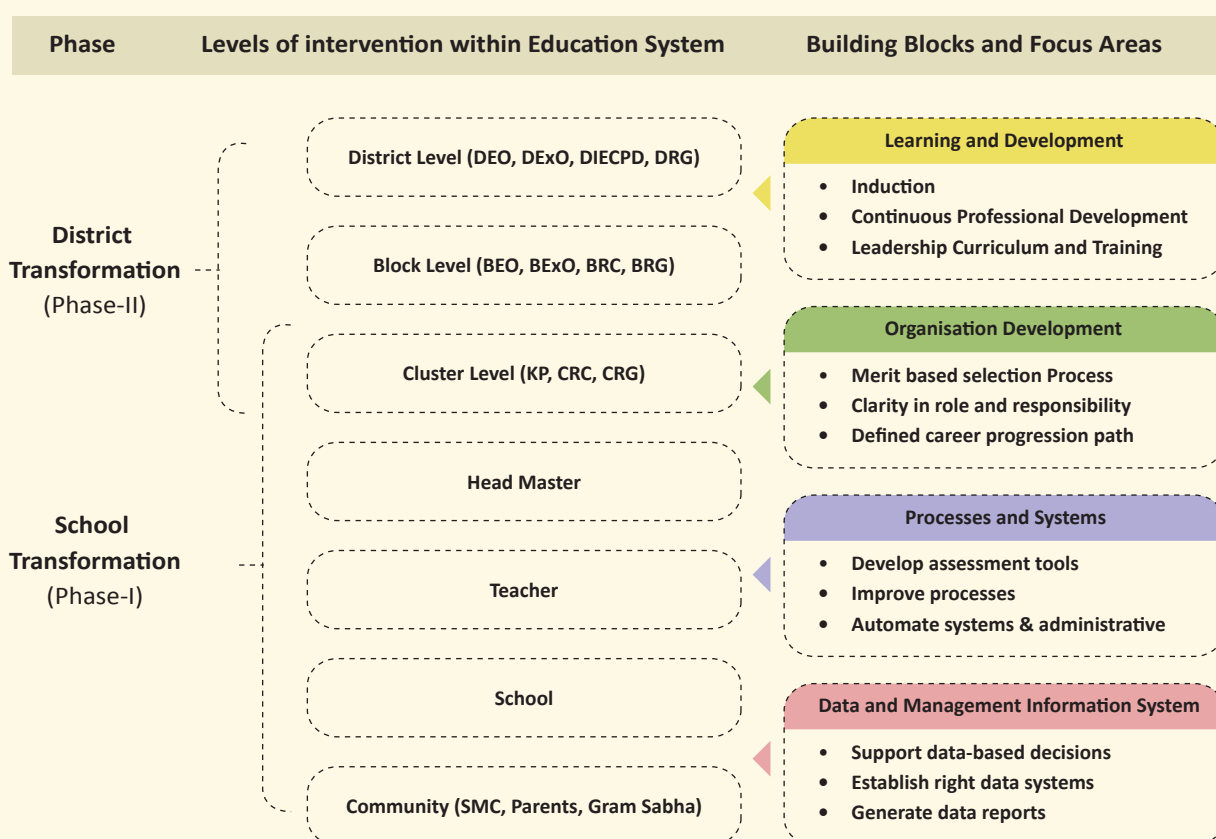 Phase
Levels of intervention within Education System
Building Blocks and Focus Areas
District
Transformation
(Phase-II)
School
Transformation
(Phase-I)
District Level (DEO, DExO, DIECPD, DRG)
Block Level (BEO, BExO, BRC, BRG)
Cluster Level (KP, CRC, CRG)
Head Master
Teacher
School
Community (SMC, Parents, Gram Sabha)
Learning and Development
• Induction
• Continuous Professional Development
• Leadership Curriculum and Training
Organisation Development
• Merit based selection Process
• Clarity in role and responsibility
• Defined career progression path
Processes and Systems
• Develop assessment tools
• Improve processes
• Automate systems & administrative
Data and Management Information System
• Support data-based decisions
• Establish right data systems
• Generate data reports